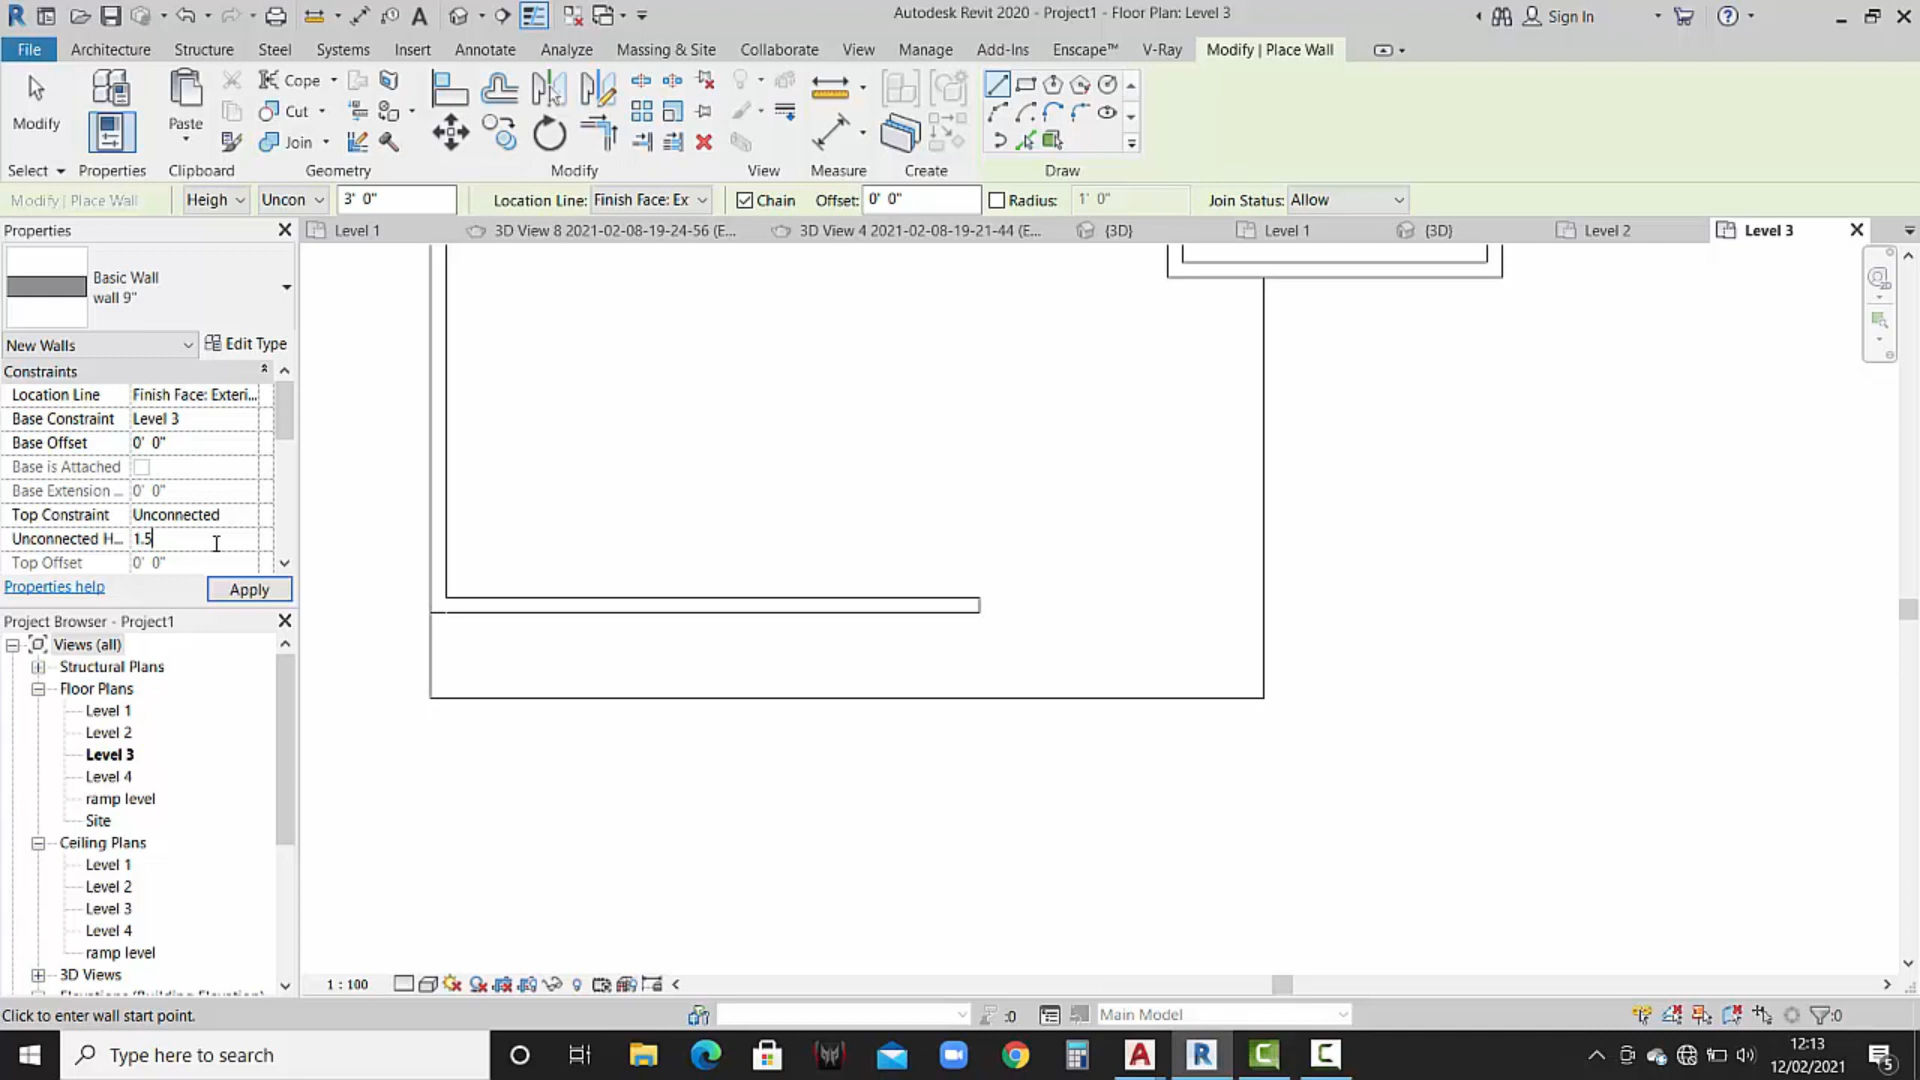 Autodesk Revit 2020 - Project1 - Floor Plan: Level 3
Sign In
File Architecture Structure Steel Systems Insert Annotate Analyze Massing & Site Collaborate View Manage Add-Ins Enscape™ V-Ray Modify | Place Wall
Modify Paste Cope Cut Join
Select Properties Clipboard Geometry Modify View Measure Create Draw
Modify | Place Wall Heigh Uncon 3' 0" Location Line: Finish Face: Ex Chain Offset: 0' 0" Radius: 1' 0" Join Status: Allow
Properties
Level 1 3D View 8 2021-02-08-19-24-56 (E... 3D View 4 2021-02-08-19-21-44 (E... {3D} Level 1 {3D} Level 2 Level 3
Basic Wall
wall 9"
New Walls Edit Type
Constraints
Location Line Finish Face: Exteri...
Base Constraint Level 3
Base Offset 0' 0"
Base is Attached
Base Extension ... 0' 0"
Top Constraint Unconnected
Unconnected H... 1.5
Top Offset 0' 0"
Properties help Apply
Project Browser - Project1
Views (all)
Structural Plans
Floor Plans
Level 1
Level 2
Level 3
Level 4
ramp level
Site
Ceiling Plans
Level 1
Level 2
Level 3
Level 4
ramp level
3D Views
Elevations (Building Elevation)
1 : 100
Click to enter wall start point.
:0
Main Model
:0
Type here to search
12:13
12/02/2021
5